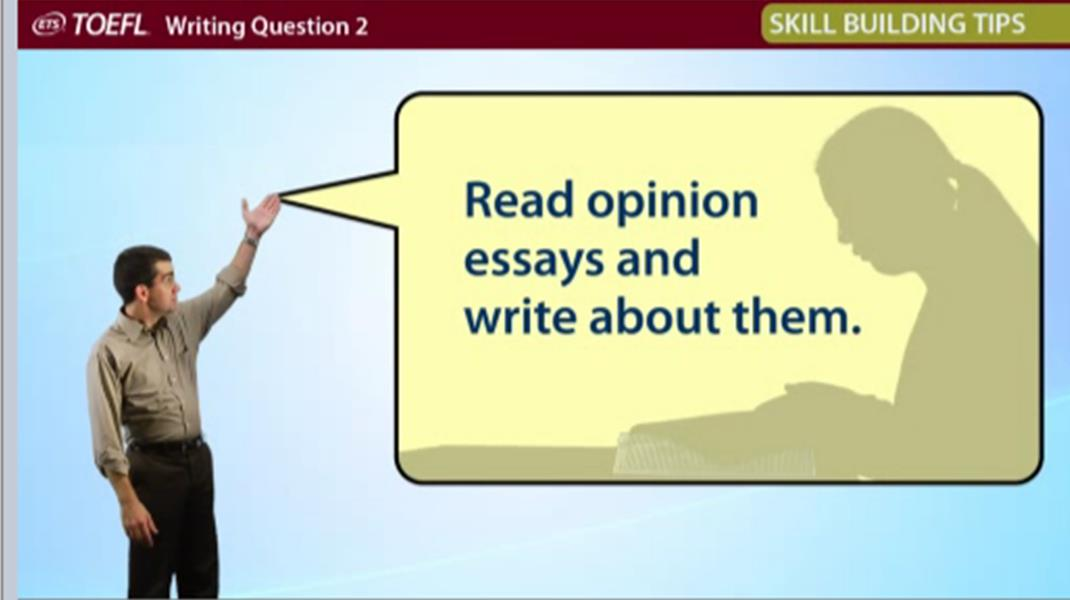 ETS TOEFL Writing Question 2
SKILL BUILDING TIPS
Read opinion
essays and
write about them.